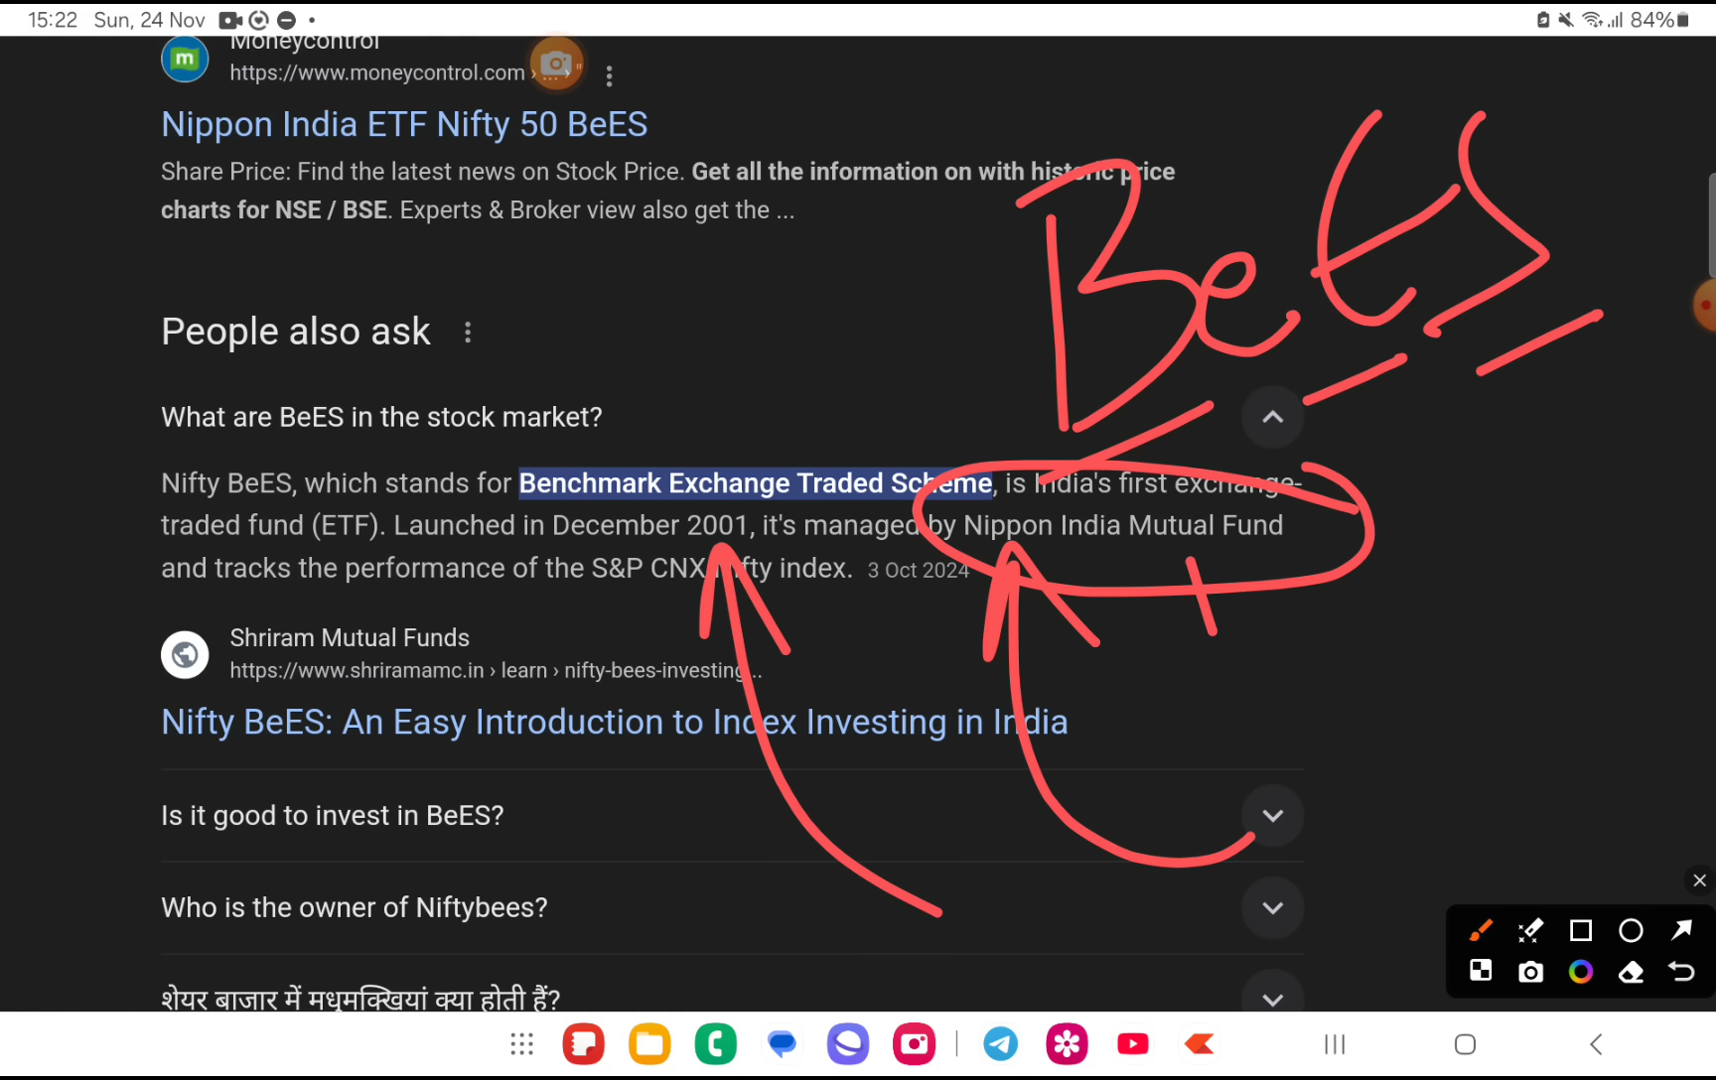 15:22 Sun, 24 Nov 84%
Moneycontrol
https://www.moneycontrol.com › ... ›
Nippon India ETF Nifty 50 BeES
Share Price: Find the latest news on Stock Price. Get all the information on with historic price
charts for NSE / BSE. Experts & Broker view also get the ...
BeES
People also ask
What are BeES in the stock market?
Nifty BeES, which stands for Benchmark Exchange Traded Scheme, is India's first exchange-
traded fund (ETF). Launched in December 2001, it's managed by Nippon India Mutual Fund
and tracks the performance of the S&P CNX Nifty index. 3 Oct 2024
Shriram Mutual Funds
https://www.shriramamc.in › learn › nifty-bees-investing...
Nifty BeES: An Easy Introduction to Index Investing in India
Is it good to invest in BeES?
Who is the owner of Niftybees?
शेयर बाजार में मधुमक्खियां क्या होती हैं?